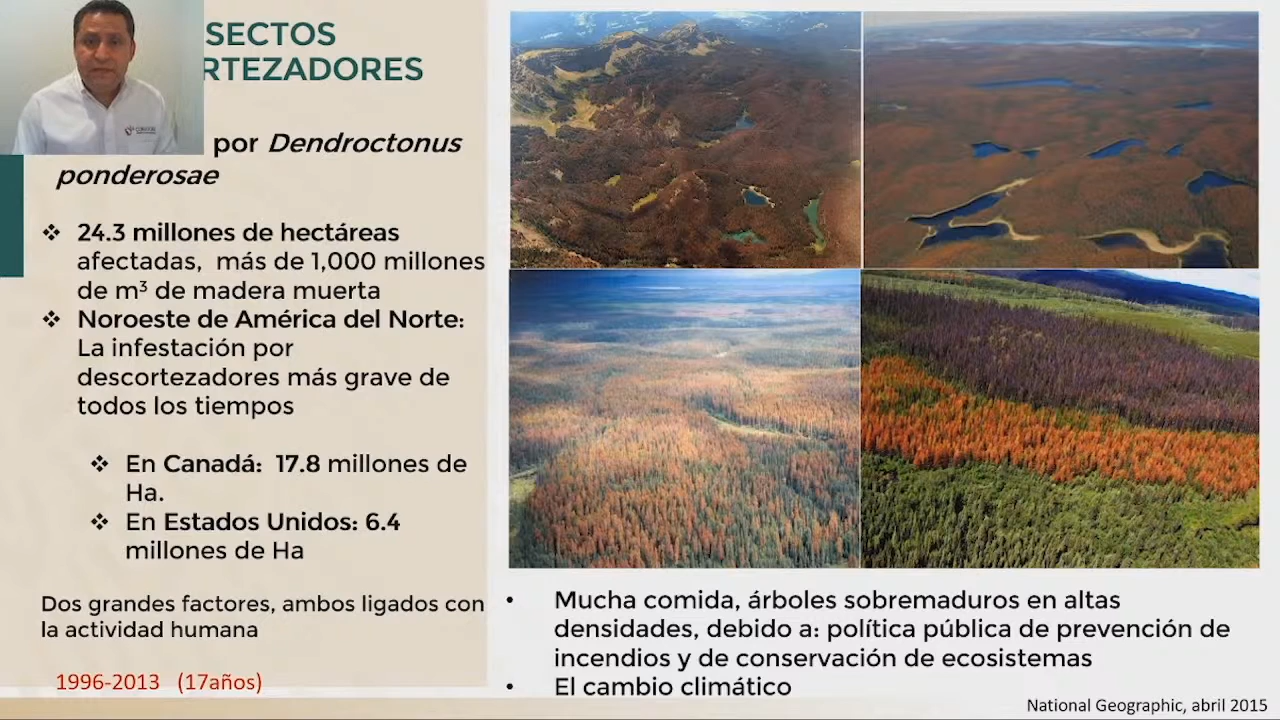 SECTOS
RTEZADORES
por Dendroctonus
ponderosae
❖ 24.3 millones de hectáreas
afectadas, más de 1,000 millones
de m³ de madera muerta
❖ Noroeste de América del Norte:
La infestación por
descortezadores más grave de
todos los tiempos
❖ En Canadá: 17.8 millones de
Ha.
❖ En Estados Unidos: 6.4
millones de Ha
Dos grandes factores, ambos ligados con
la actividad humana
1996-2013 (17años)
• Mucha comida, árboles sobremaduros en altas
densidades, debido a: política pública de prevención de
incendios y de conservación de ecosistemas
• El cambio climático
National Geographic, abril 2015